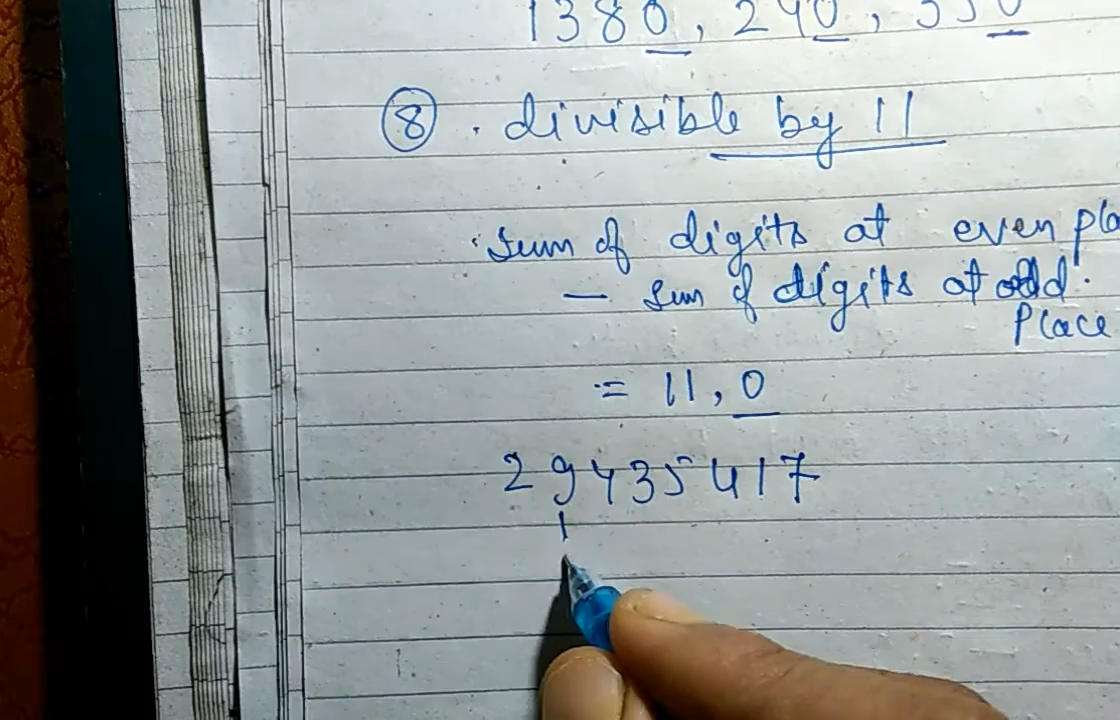 1380, 240, 350
8. divisible by 11
Sum of digits at even pla
— Sum of digits at odd.
Place
= 11, 0
29435417